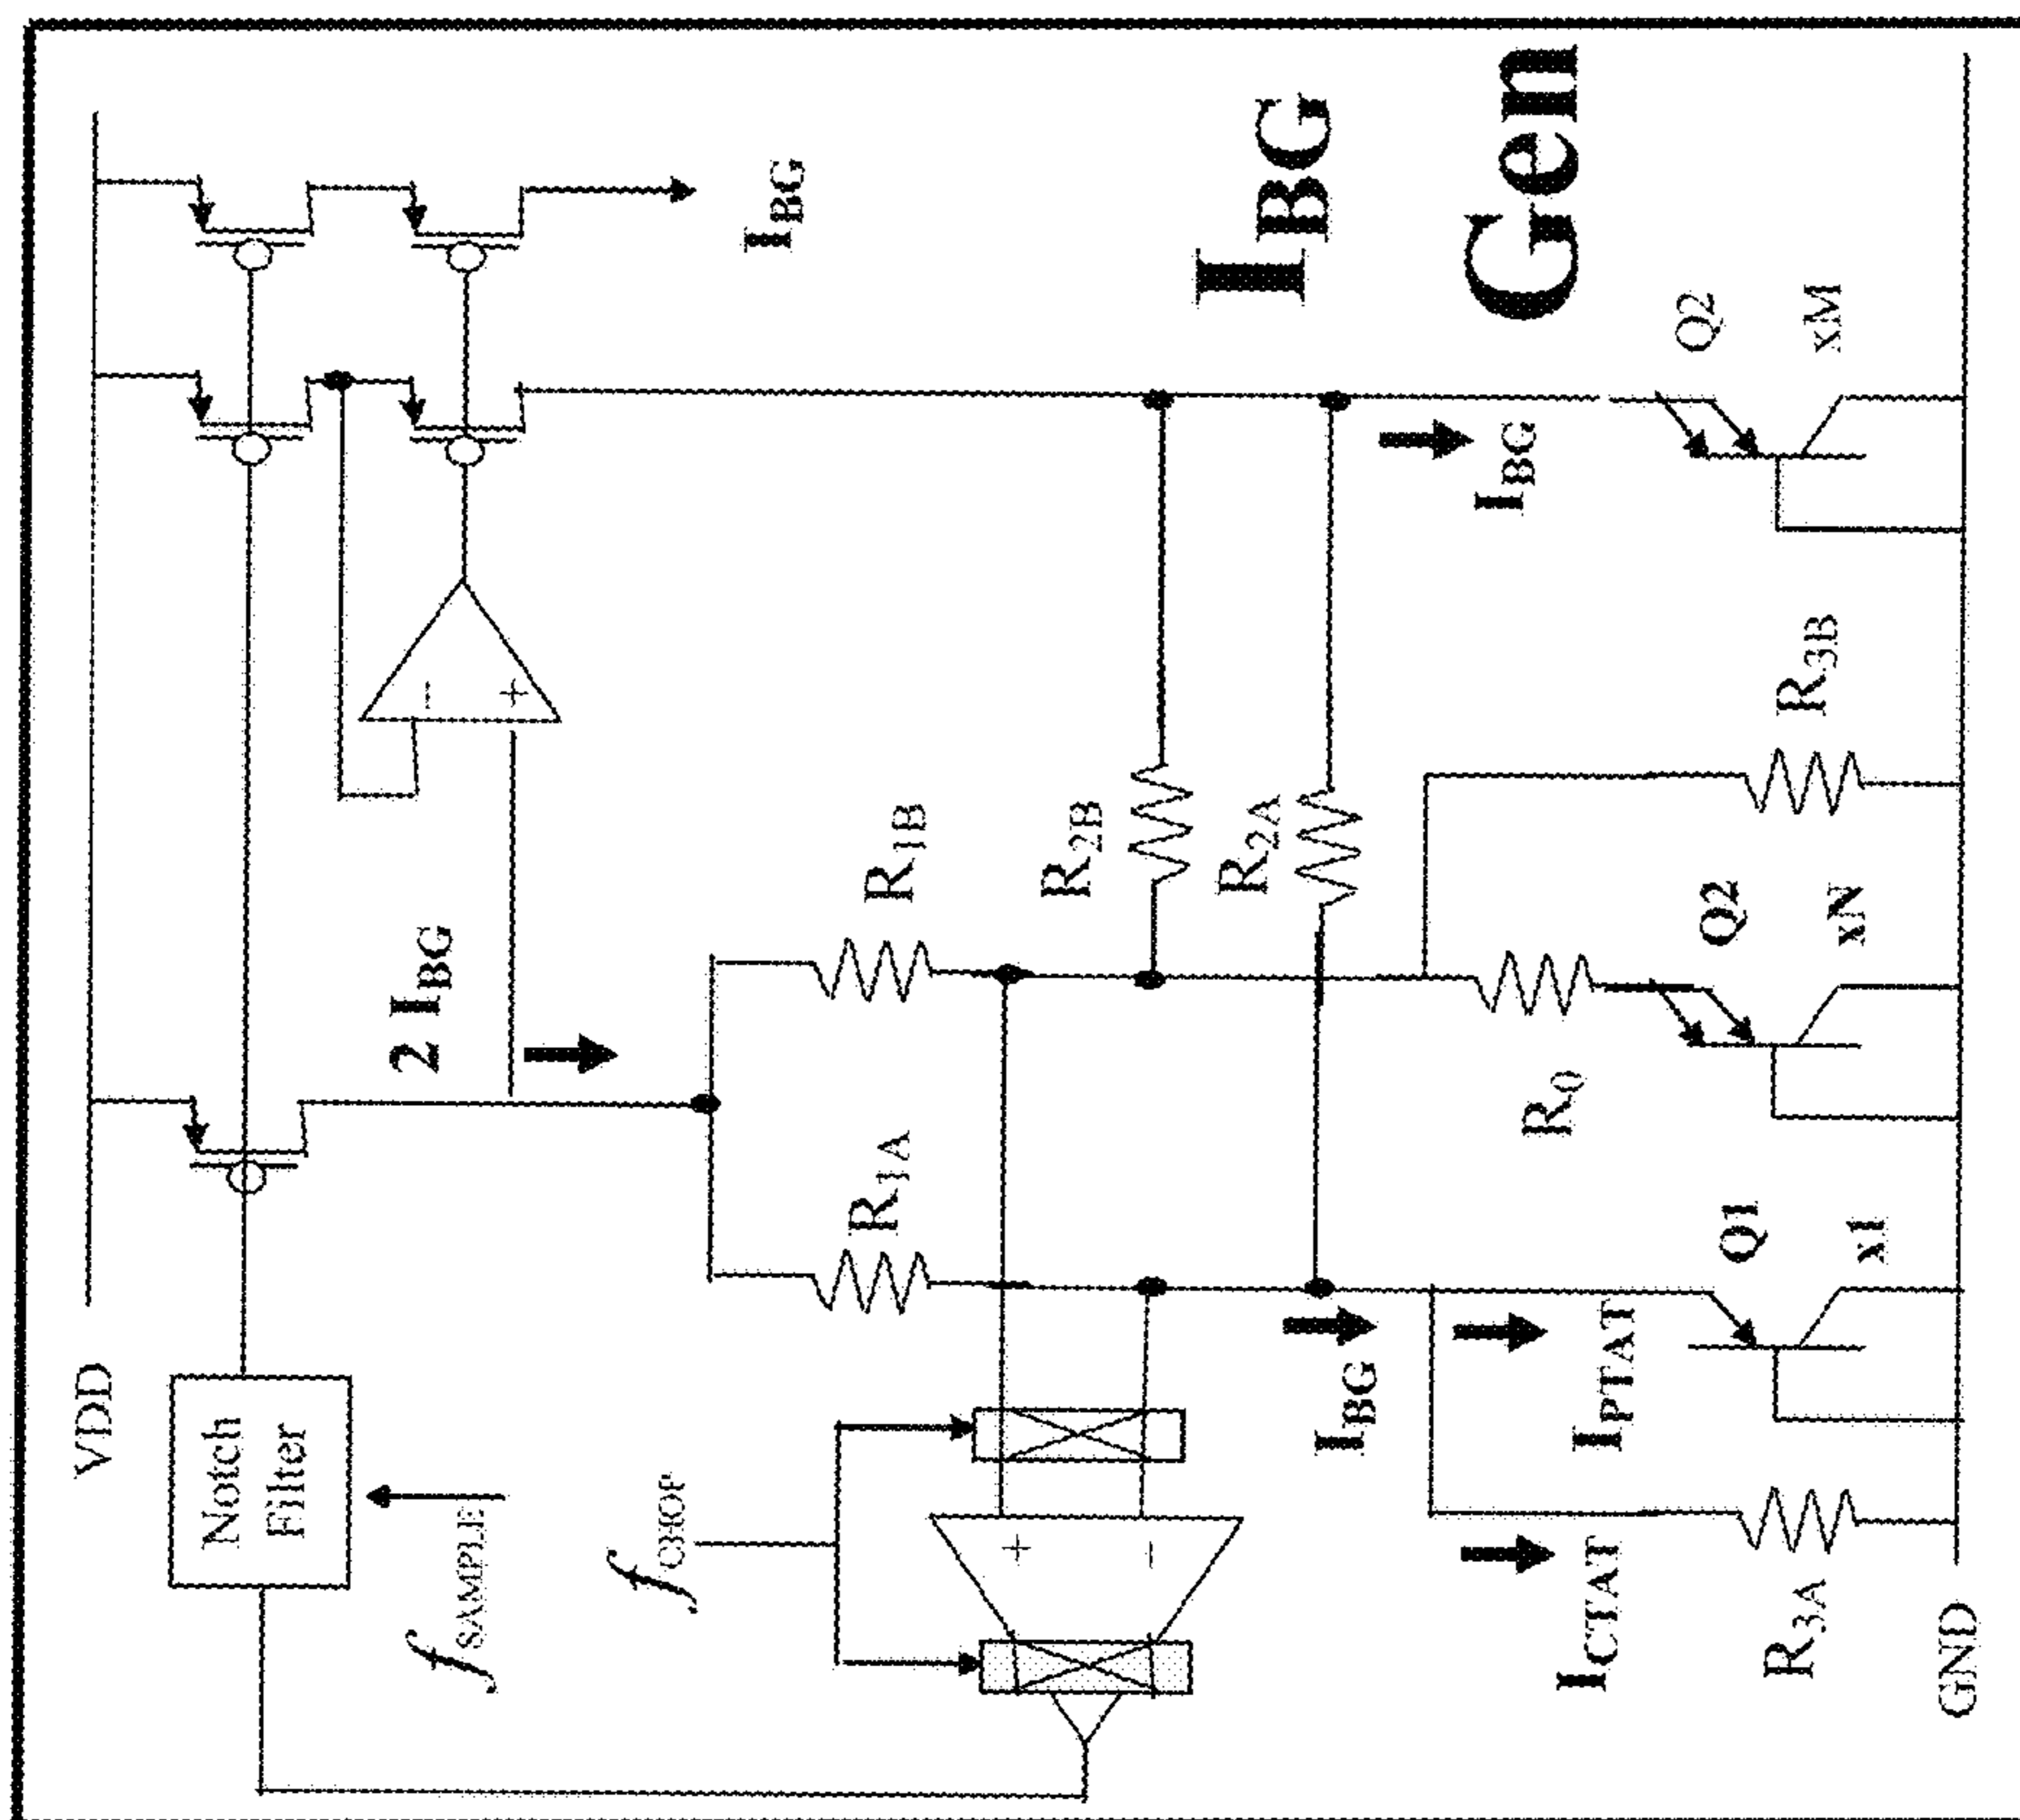 VDD
Notch
Filter
f_SAMPLE
f_CHOP
2 I_BG
-
+
I_BG
I_BG
Gen
R_1A
R_1B
R_2B
R_2A
+
-
I_BG
I_PTAT
I_CTAT
R_3A
Q1
x1
R_0
Q2
xN
R_3B
I_BG
Q2
xM
GND